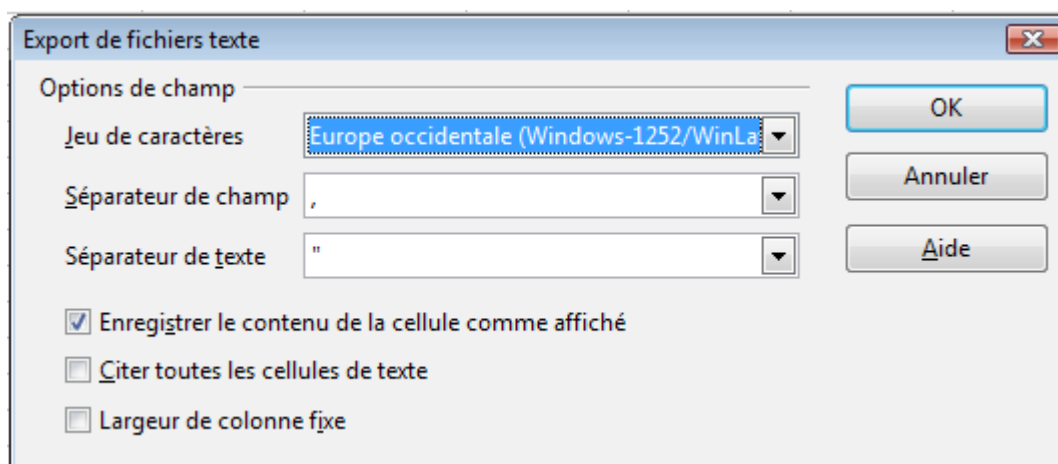 Export de fichiers texte
Options de champ
OK
Jeu de caractères
Europe occidentale (Windows-1252/WinLa
Annuler
Séparateur de champ
,
Séparateur de texte
"
Aide
Enregistrer le contenu de la cellule comme affiché
Citer toutes les cellules de texte
Largeur de colonne fixe